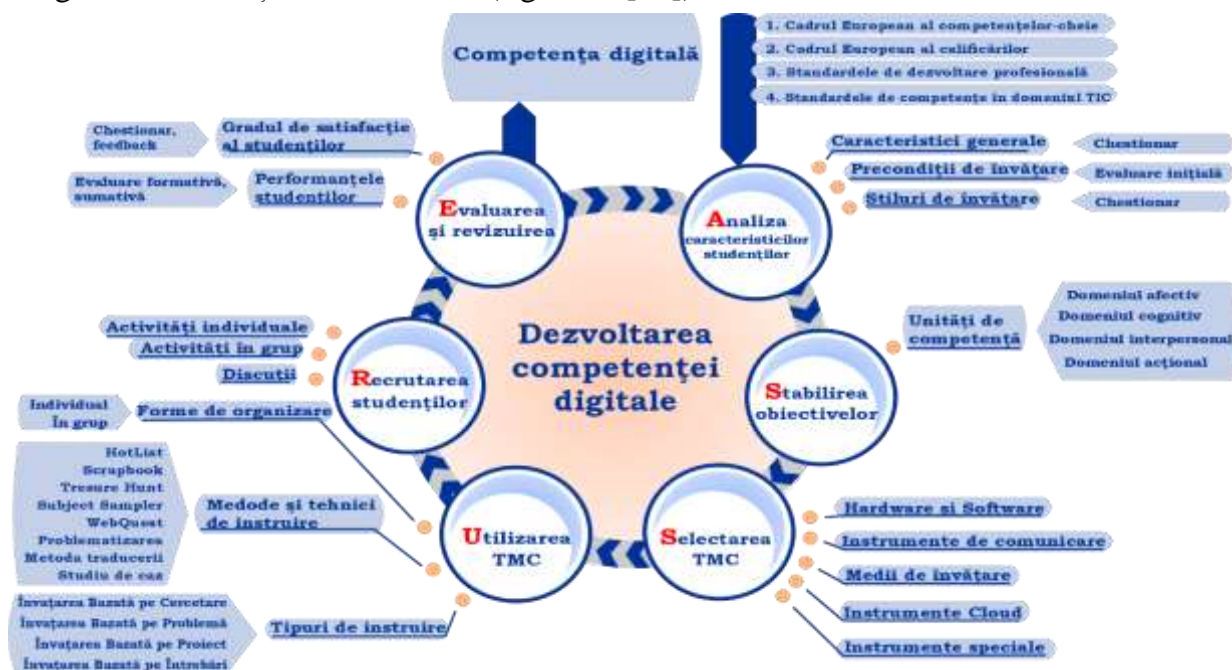 Competența digitală
1. Cadrul European al competențelor-cheie
2. Cadrul European al calificărilor
3. Standardele de dezvoltare profesională
4. Standardele de competențe în domeniul TIC
Chestionar,
feedback
Gradul de satisfacție
al studenților
Evaluare formativă,
sumativă
Performanțele
studenților
Evaluarea
și revizuirea
Analiza
caracteristicilor
studenților
Caracteristici generale
Chestionar
Precondiții de învățare
Evaluare inițială
Stiluri de învățare
Chestionar
Dezvoltarea
competenței
digitale
Stabilirea
obiectivelor
Unități de
competență
Domeniul afectiv
Domeniul cognitiv
Domeniul interpersonal
Domeniul acțional
Activități individuale
Activități în grup
Discuții
Recrutarea
studenților
Individual
În grup
Forme de organizare
HotList
Scrapbook
Tresure Hunt
Subject Sampler
WebQuest
Problematizarea
Metoda traducerii
Studiu de caz
Medode și tehnici
de instruire
Învațarea Bazată pe Cercetare
Învațarea Bazată pe Problemă
Învațarea Bazată pe Proiect
Învațarea Bazată pe Întrebări
Tipuri de instruire
Utilizarea
TMC
Selectarea
TMC
Hardware si Software
Instrumente de comunicare
Medii de învățare
Instrumente Cloud
Instrumente speciale